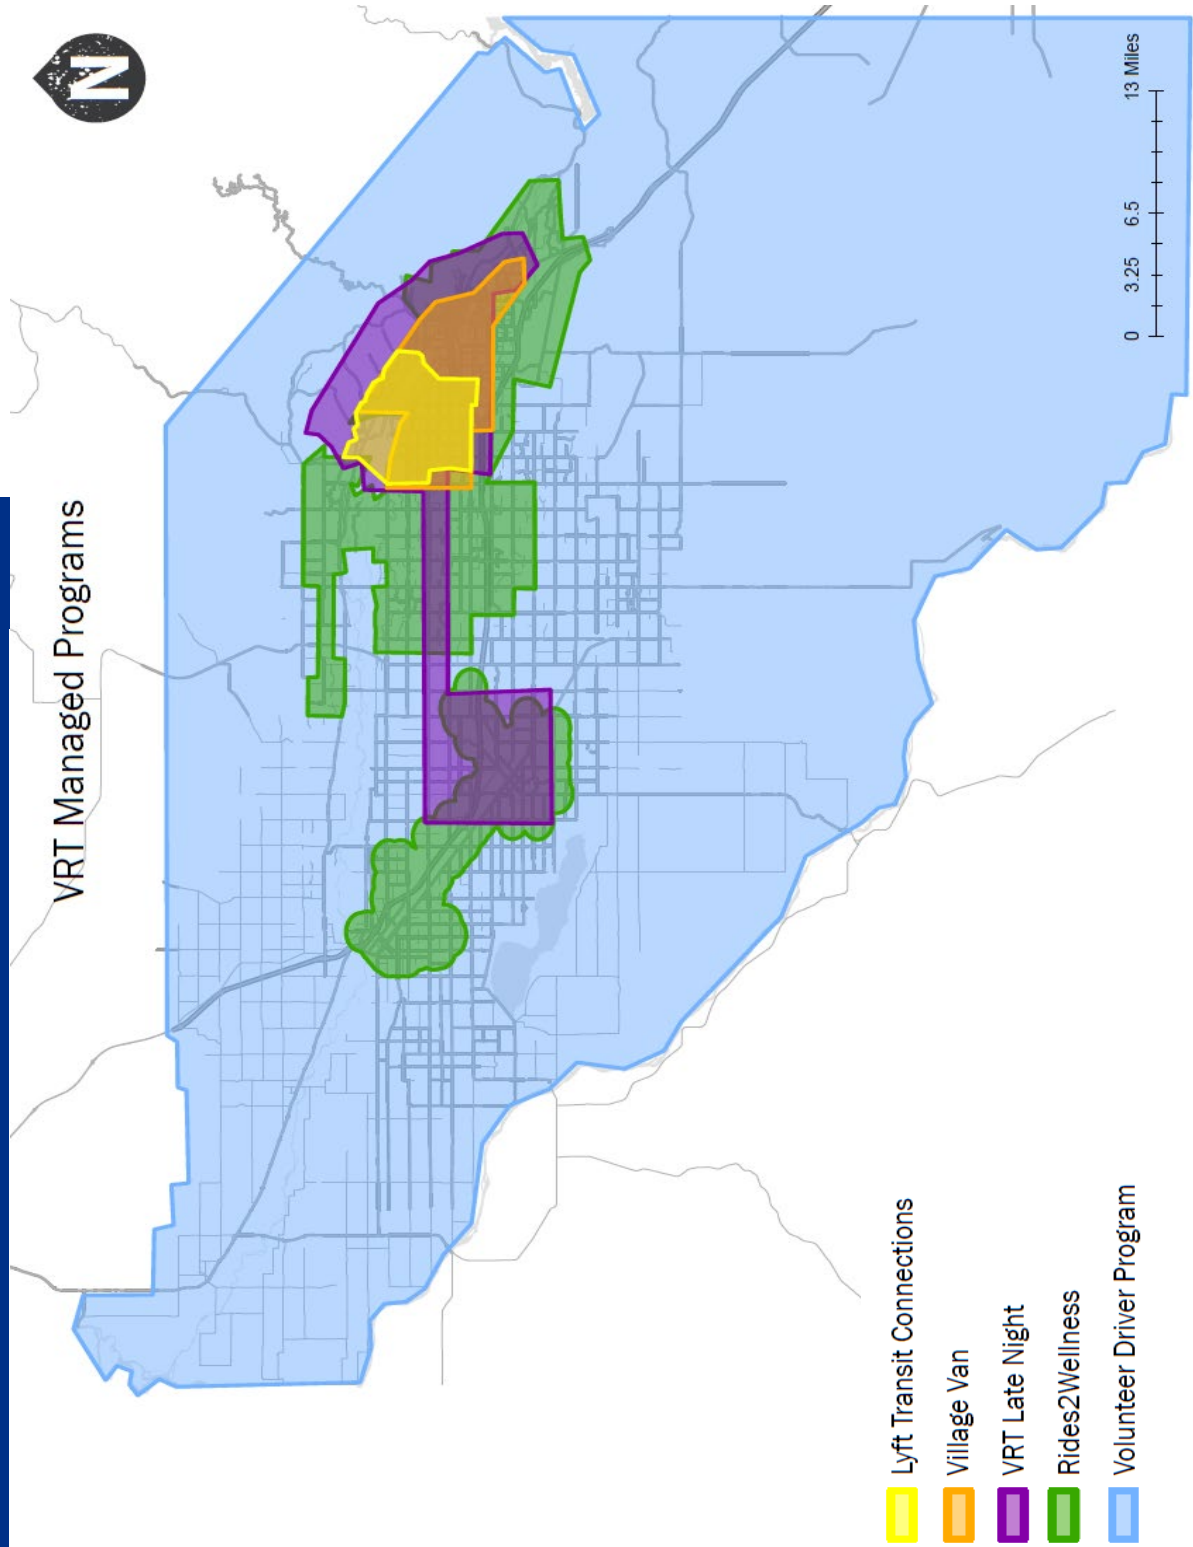 VRT Managed Programs
N
Lyft Transit Connections
Village Van
VRT Late Night
Rides2Wellness
Volunteer Driver Program
0 3.25 6.5 13 Miles